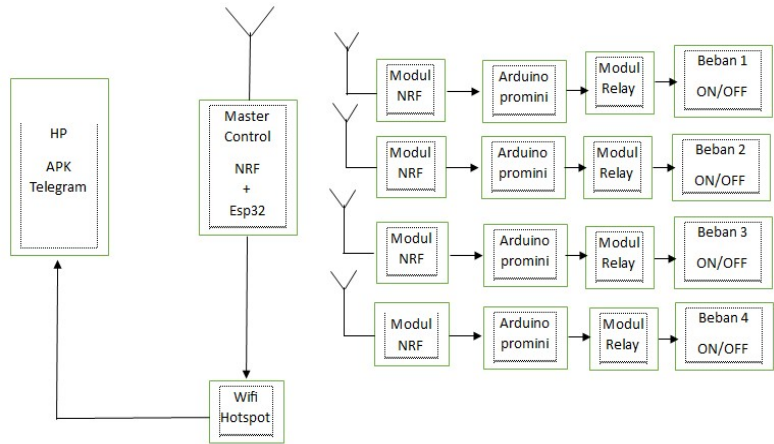 HP
APK
Telegram
Master
Control
NRF
+
Esp32
Wifi
Hotspot
Modul
NRF
Arduino
promini
Modul
Relay
Beban 1
ON/OFF
Modul
NRF
Arduino
promini
Modul
Relay
Beban 2
ON/OFF
Modul
NRF
Arduino
promini
Modul
Relay
Beban 3
ON/OFF
Modul
NRF
Arduino
promini
Modul
Relay
Beban 4
ON/OFF